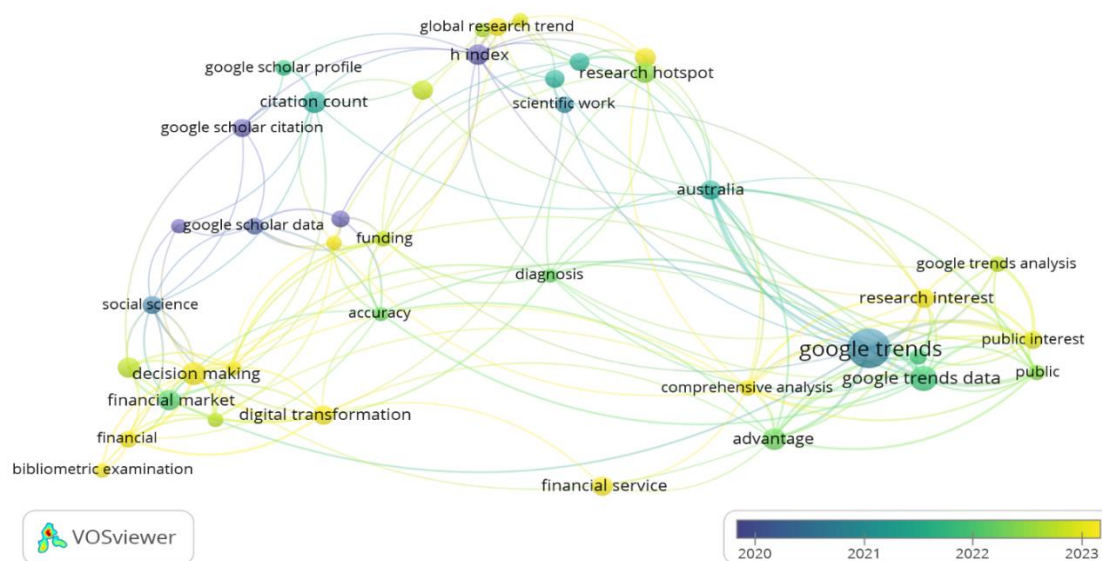 global research trend
h index
google scholar profile
research hotspot
citation count
scientific work
google scholar citation
australia
google scholar data
funding
google trends analysis
diagnosis
research interest
social science
accuracy
public interest
google trends
decision making
public
google trends data
comprehensive analysis
financial market
digital transformation
financial
advantage
bibliometric examination
financial service
VOSviewer
2020
2021
2022
2023